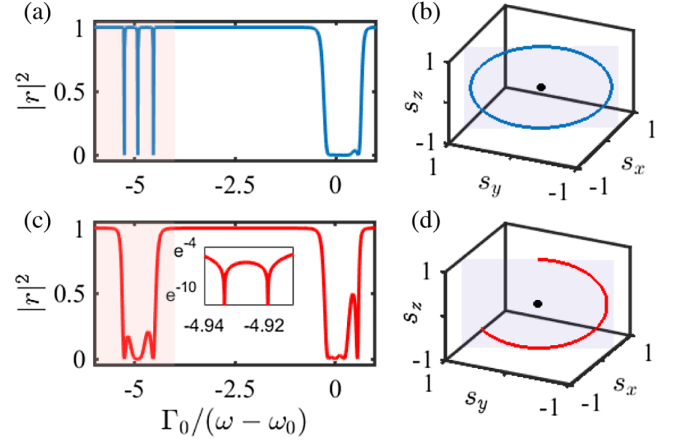 (a)
1
|r|²
0.5
0
-5
-2.5
0
(b)
1
s_z
-1
1
s_y
-1
-1
s_x
1
(c)
1
|r|²
0.5
0
e⁻⁴
e⁻¹⁰
-4.94
-4.92
-5
-2.5
0
Γ₀/(ω − ω₀)
(d)
1
s_z
-1
1
s_y
-1
-1
s_x
1